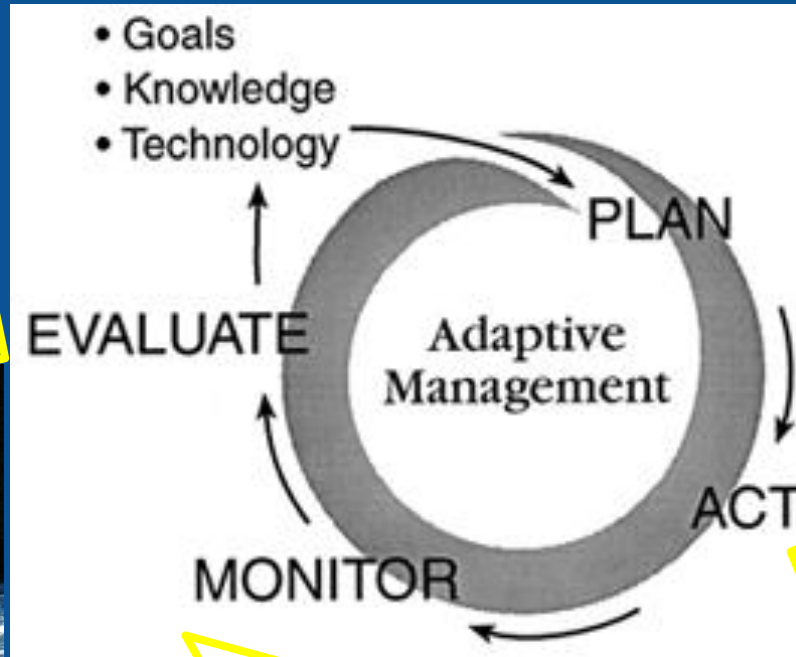 • Goals
• Knowledge
• Technology
PLAN
EVALUATE
Adaptive
Management
ACT
MONITOR